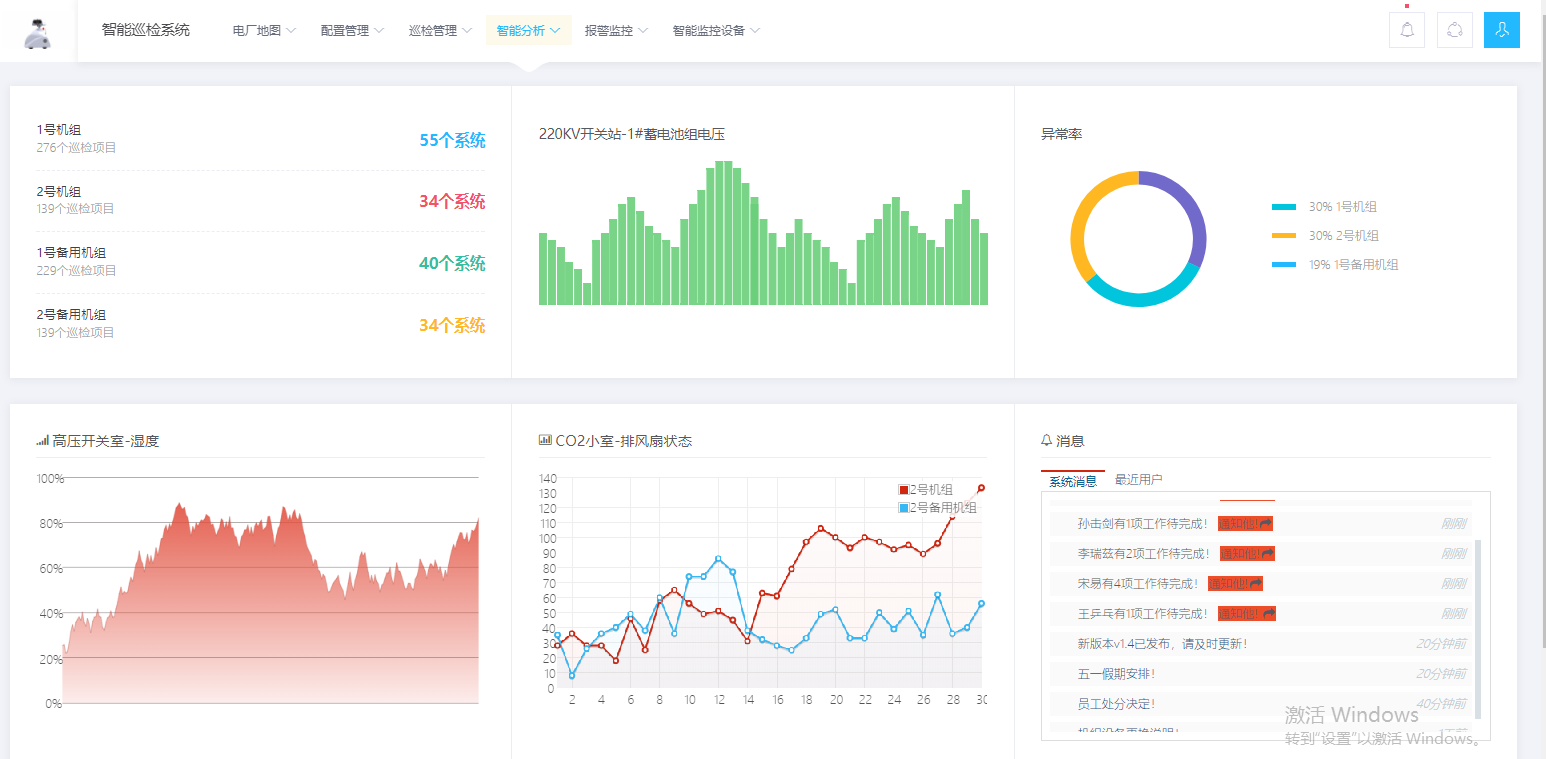 智能巡检系统 电厂地图 配置管理 巡检管理 智能分析 报警监控 智能监控设备
1号机组
276个巡检项目
55个系统
2号机组
139个巡检项目
34个系统
1号备用机组
229个巡检项目
40个系统
2号备用机组
139个巡检项目
34个系统
220KV开关站-1#蓄电池组电压
异常率
30% 1号机组
30% 2号机组
19% 1号备用机组
高压开关室-湿度
100%
80%
60%
40%
20%
0%
CO2小室-排风扇状态
2号机组
2号备用机组
140
130
120
110
100
90
80
70
60
50
40
30
20
10
0
2 4 6 8 10 12 14 16 18 20 22 24 26 28 30
消息
系统消息 最近用户
孙击剑有1项工作待完成! 通知他! 刚刚
李瑞兹有2项工作待完成! 通知他! 刚刚
宋易有4项工作待完成! 通知他! 刚刚
王乒乓有1项工作待完成! 通知他! 刚刚
新版本v1.4已发布，请及时更新! 20分钟前
五一假期安排! 20分钟前
员工处分决定! 40分钟前
激活 Windows
转到"设置"以激活 Windows。